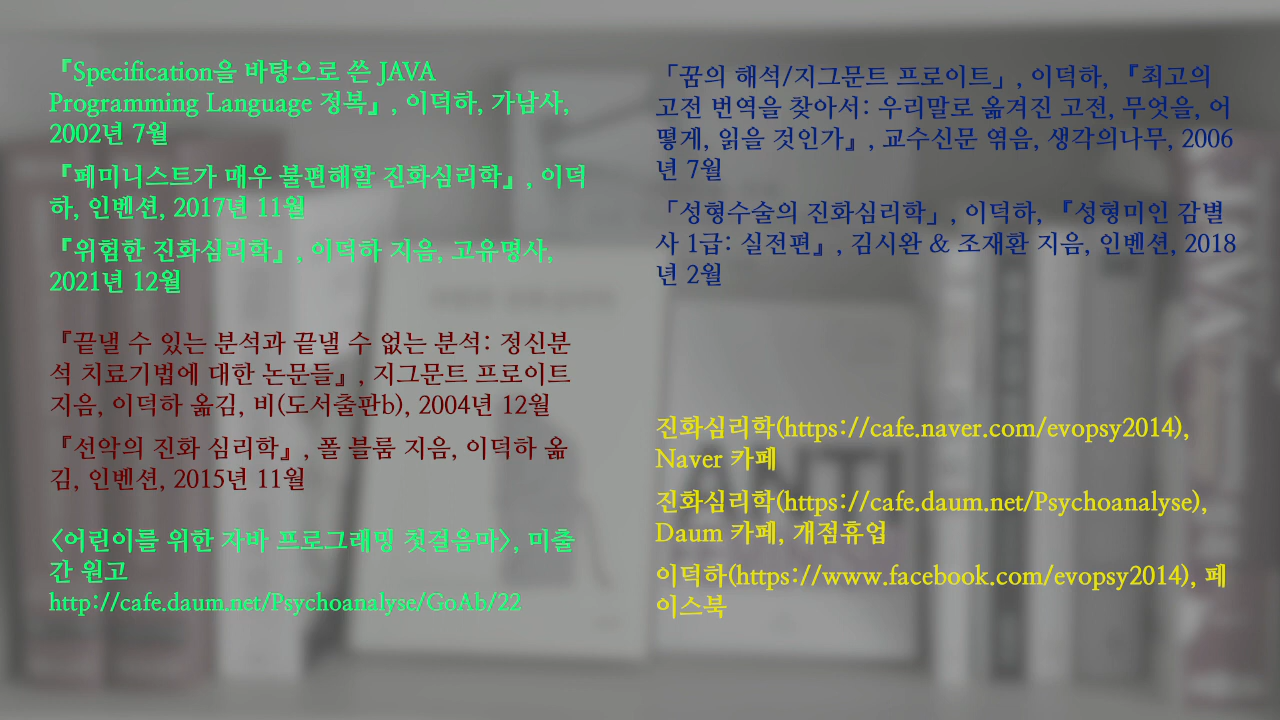 『Specification을 바탕으로 쓴 JAVA
Programming Language 정복』, 이덕하, 가남사,
2002년 7월
『페미니스트가 매우 불편해할 진화심리학』, 이덕
하, 인벤션, 2017년 11월
『위험한 진화심리학』, 이덕하 지음, 고유명사,
2021년 12월
『끝낼 수 있는 분석과 끝낼 수 없는 분석: 정신분
석 치료기법에 대한 논문들』, 지그문트 프로이트
지음, 이덕하 옮김, 비(도서출판b), 2004년 12월
『선악의 진화 심리학』, 폴 블룸 지음, 이덕하 옮
김, 인벤션, 2015년 11월
<어린이를 위한 자바 프로그래밍 첫걸음마>, 미출
간 원고
http://cafe.daum.net/Psychoanalyse/GoAb/22
「꿈의 해석/지그문트 프로이트」, 이덕하, 『최고의
고전 번역을 찾아서: 우리말로 옮겨진 고전, 무엇을, 어
떻게, 읽을 것인가』, 교수신문 엮음, 생각의나무, 2006
년 7월
「성형수술의 진화심리학」, 이덕하, 『성형미인 감별
사 1급: 실전편』, 김시완 & 조재환 지음, 인벤션, 2018
년 2월
진화심리학(https://cafe.naver.com/evopsy2014),
Naver 카페
진화심리학(https://cafe.daum.net/Psychoanalyse),
Daum 카페, 개점휴업
이덕하(https://www.facebook.com/evopsy2014), 페
이스북